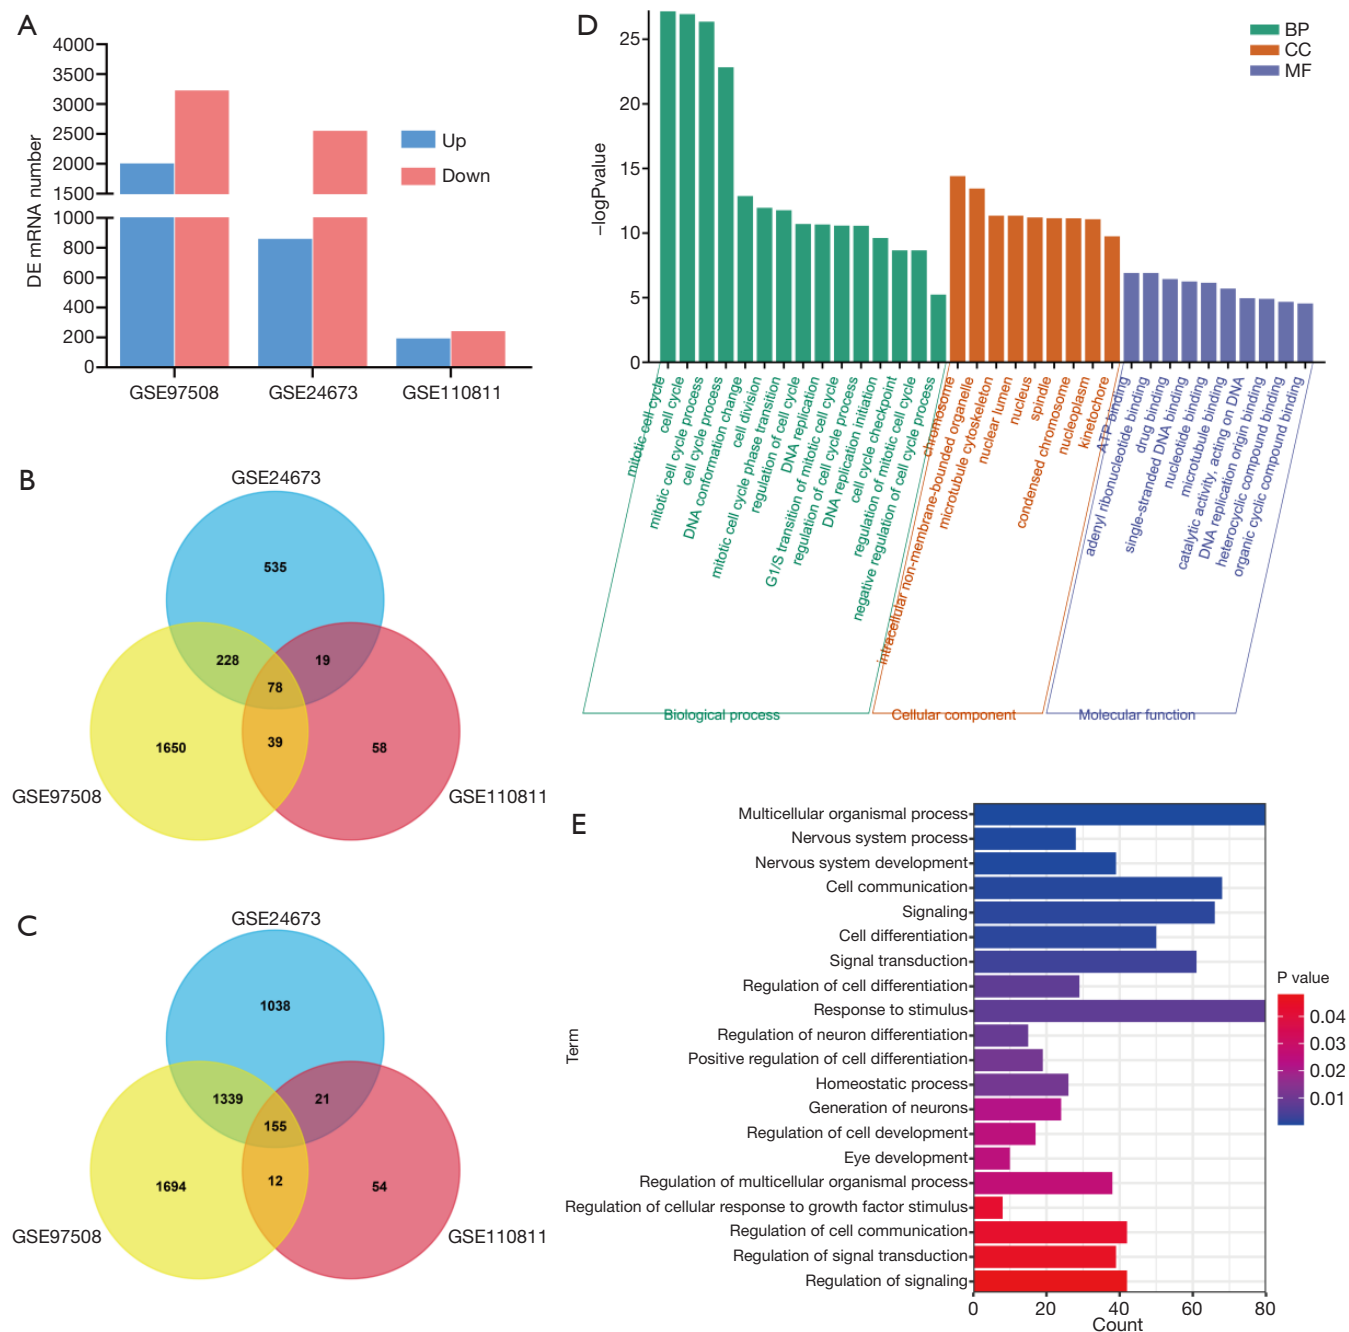 A
4000
3500
3000
2500
2000
1500
1000
800
600
400
200
0
DE mRNA number
Up
Down
GSE97508
GSE24673
GSE110811
B
GSE24673
535
228
19
78
1650
39
58
GSE97508
GSE110811
C
GSE24673
1038
1339
21
155
1694
12
54
GSE97508
GSE110811
D
25
20
15
10
5
0
−logPvalue
BP
CC
MF
mitotic cell cycle
cell cycle
mitotic cell cycle process
cell cycle process
DNA conformation change
cell division
mitotic cell cycle phase transition
regulation of cell cycle
DNA replication
G1/S transition of mitotic cell cycle
regulation of cell cycle process
DNA replication initiation
cell cycle checkpoint
regulation of mitotic cell cycle
negative regulation of cell cycle process
chromosome
intracellular non-membrane-bounded organelle
microtubule cytoskeleton
nuclear lumen
nucleus
spindle
condensed chromosome
nucleoplasm
kinetochore
ATP binding
adenyl ribonucleotide binding
drug binding
single-stranded DNA binding
nucleotide binding
microtubule binding
catalytic activity, acting on DNA
DNA replication origin binding
heterocyclic compound binding
organic cyclic compound binding
Biological process
Cellular component
Molecular function
E
Term
Multicellular organismal process
Nervous system process
Nervous system development
Cell communication
Signaling
Cell differentiation
Signal transduction
Regulation of cell differentiation
Response to stimulus
Regulation of neuron differentiation
Positive regulation of cell differentiation
Homeostatic process
Generation of neurons
Regulation of cell development
Eye development
Regulation of multicellular organismal process
Regulation of cellular response to growth factor stimulus
Regulation of cell communication
Regulation of signal transduction
Regulation of signaling
0 20 40 60 80
Count
P value
0.04
0.03
0.02
0.01